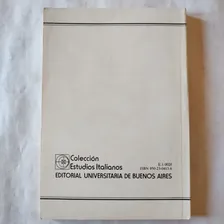 Colección
Estudios Italianos
EDITORIAL UNIVERSITARIA DE BUENOS AIRES